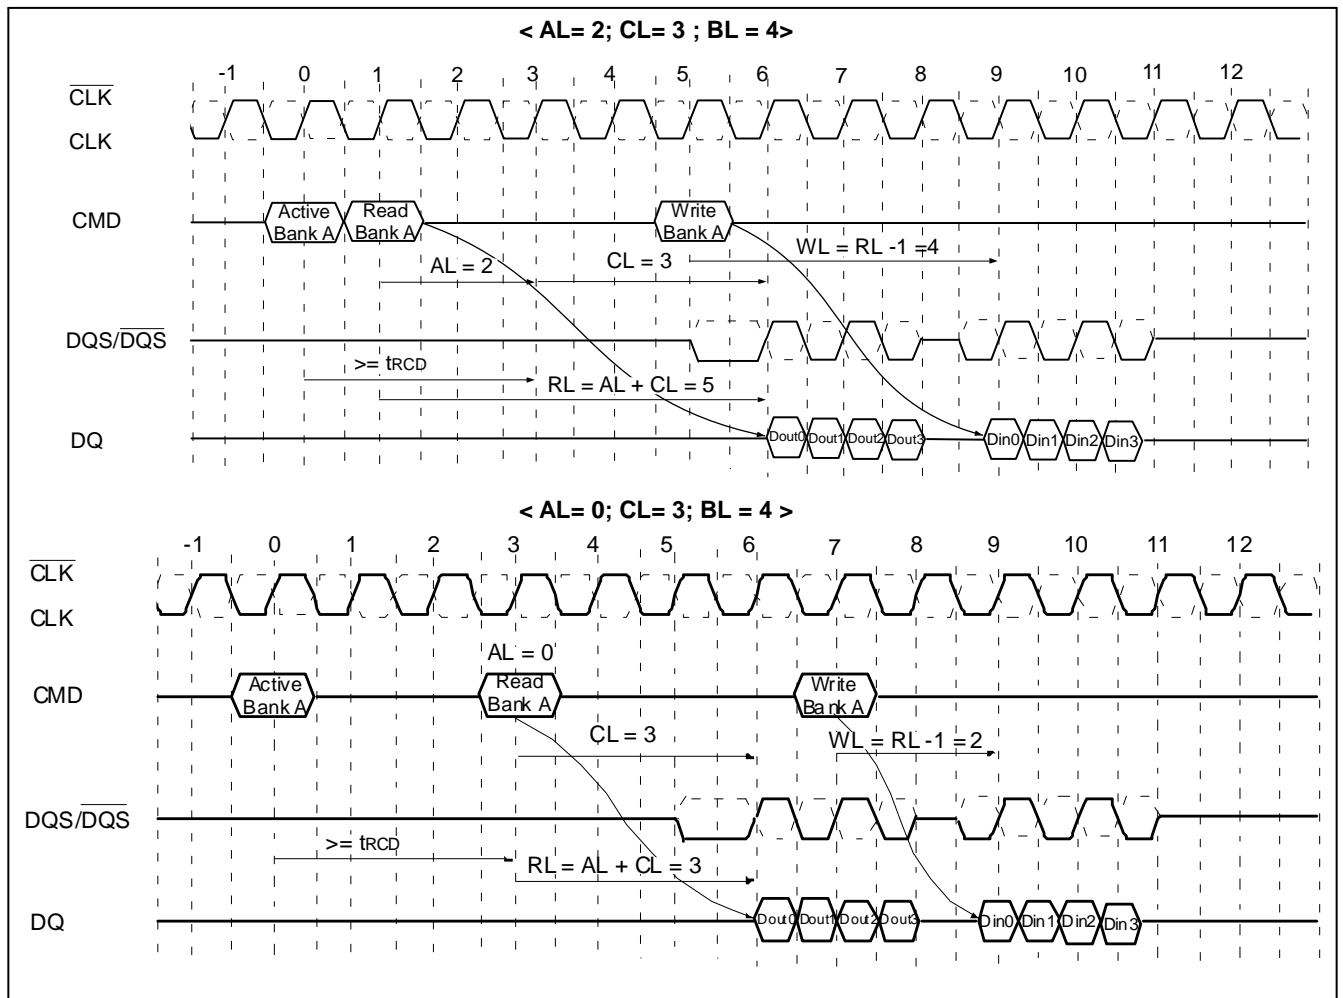 < AL= 2; CL= 3 ; BL = 4>
-1 0 1 2 3 4 5 6 7 8 9 10 11 12
CLK
CLK
CMD
Active
Bank A
Read
Bank A
Write
Bank A
WL = RL -1 =4
AL = 2
CL = 3
DQS/DQS
>= tRCD
RL = AL + CL = 5
DQ
Dout0 Dout1 Dout2 Dout3
Din0 Din1 Din2 Din3
< AL= 0; CL= 3; BL = 4 >
-1 0 1 2 3 4 5 6 7 8 9 10 11 12
CLK
CLK
AL = 0
CMD
Active
Bank A
Read
Bank A
Write
Bank A
CL = 3
WL = RL -1 = 2
DQS/DQS
>= tRCD
RL = AL + CL = 3
DQ
Dout0 Dout1 Dout2 Dout3
Din0 Din1 Din2 Din3